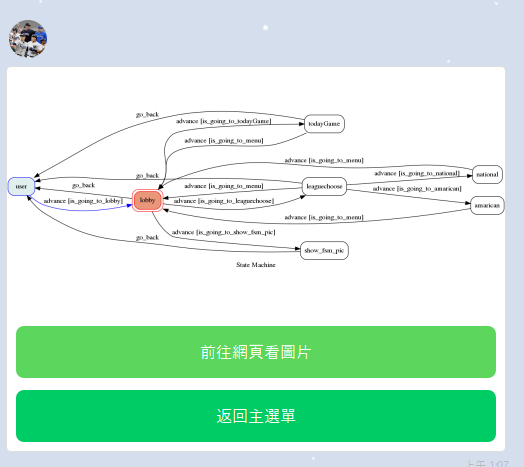 go_back
advance [is_going_to_todayGame]
todayGame
advance [is_going_to_menu]
advance [is_going_to_menu]
go_back
advance [is_going_to_national]
national
user
go_back
advance [is_going_to_menu]
leaguechoose
advance [is_going_to_amarican]
advance [is_going_to_lobby]
lobby
advance [is_going_to_leaguechoose]
amarican
advance [is_going_to_menu]
go_back
advance [is_going_to_show_fsm_pic]
show_fsm_pic
State Machine
前往網頁看圖片
返回主選單
上午 1:07